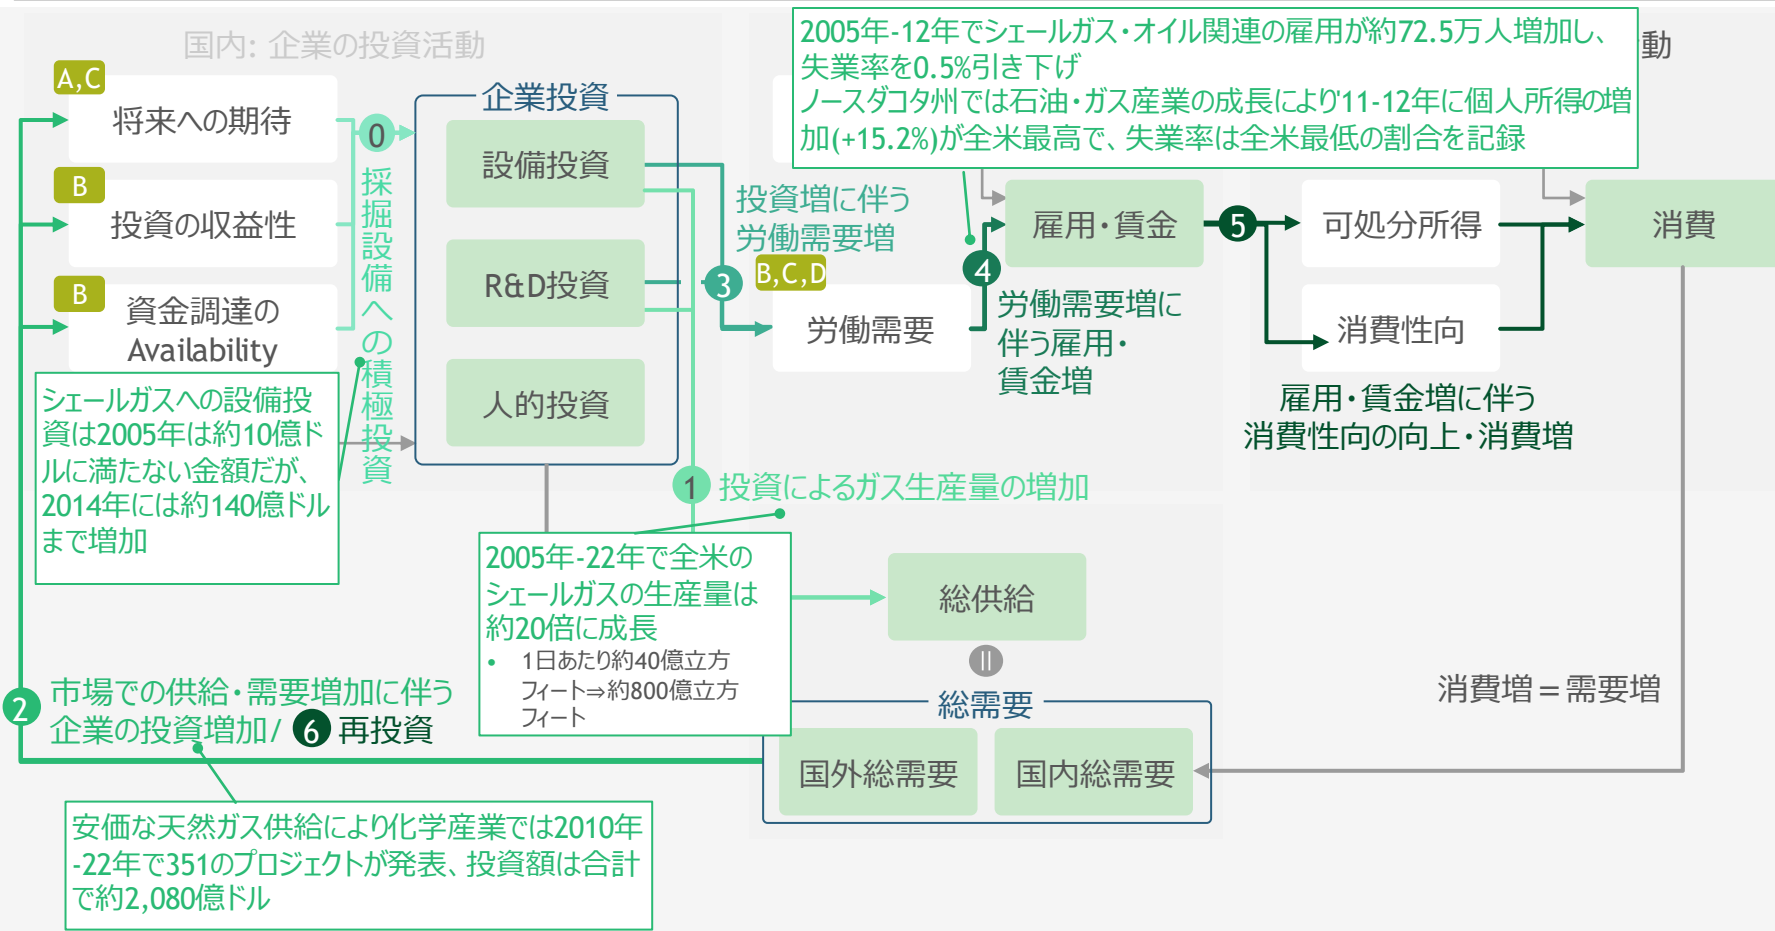 国内: 企業の投資活動
動
2005年-12年でシェールガス・オイル関連の雇用が約72.5万人増加し、
失業率を0.5%引き下げ
ノースダコタ州では石油・ガス産業の成長により'11-12年に個人所得の増
加(+15.2%)が全米最高で、失業率は全米最低の割合を記録
A,C
将来への期待
B
投資の収益性
B
資金調達の
Availability
0
採掘設備への積極投資
企業投資
設備投資
R&D投資
人的投資
シェールガスへの設備投
資は2005年は約10億ド
ルに満たない金額だが、
2014年には約140億ドル
まで増加
投資増に伴う
労働需要増
3
B,C,D
労働需要
4
労働需要増に
伴う雇用・
賃金増
雇用・賃金
5
可処分所得
消費性向
消費
雇用・賃金増に伴う
消費性向の向上・消費増
1 投資によるガス生産量の増加
2005年-22年で全米の
シェールガスの生産量は
約20倍に成長
• 1日あたり約40億立方
フィート⇒約800億立方
フィート
総供給
=
総需要
国外総需要
国内総需要
消費増 = 需要増
2 市場での供給・需要増加に伴う
企業の投資増加/ 6 再投資
安価な天然ガス供給により化学産業では2010年
-22年で351のプロジェクトが発表、投資額は合計
で約2,080億ドル